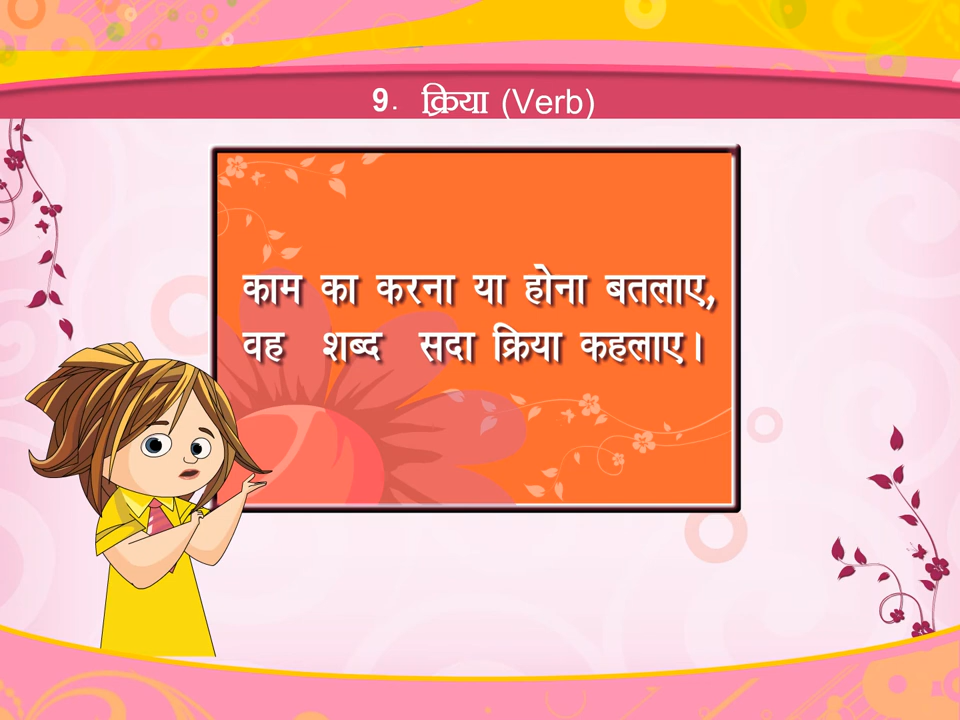 9. क्रिया (Verb)
काम का करना या होना बतलाए,
वह शब्द सदा क्रिया कहलाए।